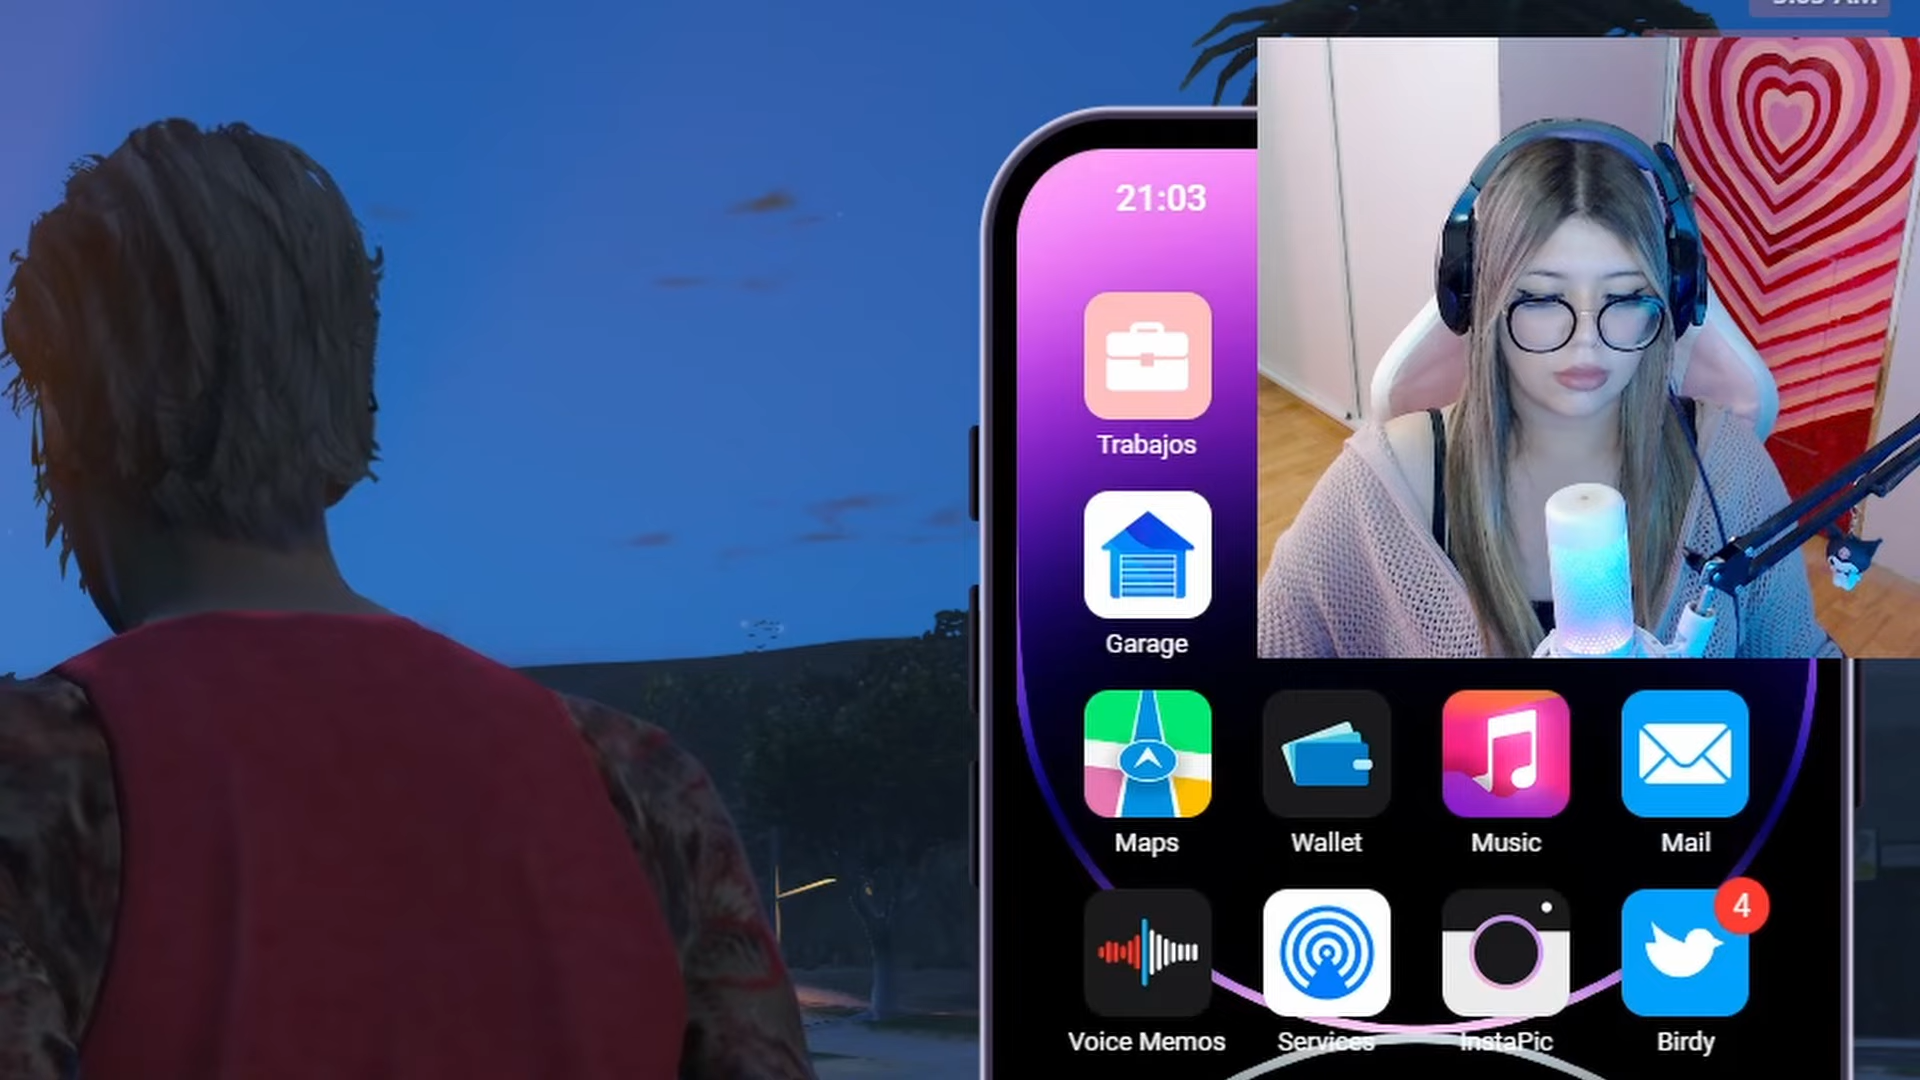 21:03
Trabajos
Garage
Maps Wallet Music Mail
4
Voice Memos Services InstaPic Birdy